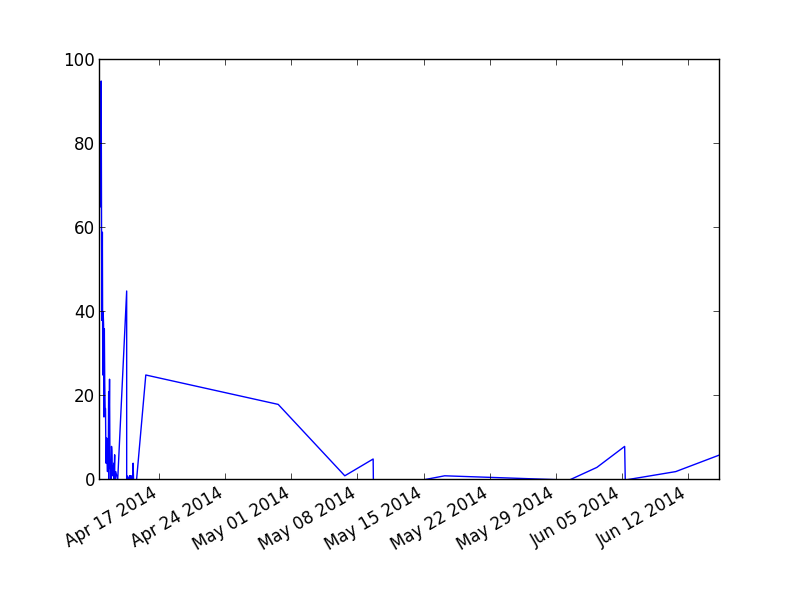 100
80
60
40
20
0
Apr 17 2014
Apr 24 2014
May 01 2014
May 08 2014
May 15 2014
May 22 2014
May 29 2014
Jun 05 2014
Jun 12 2014